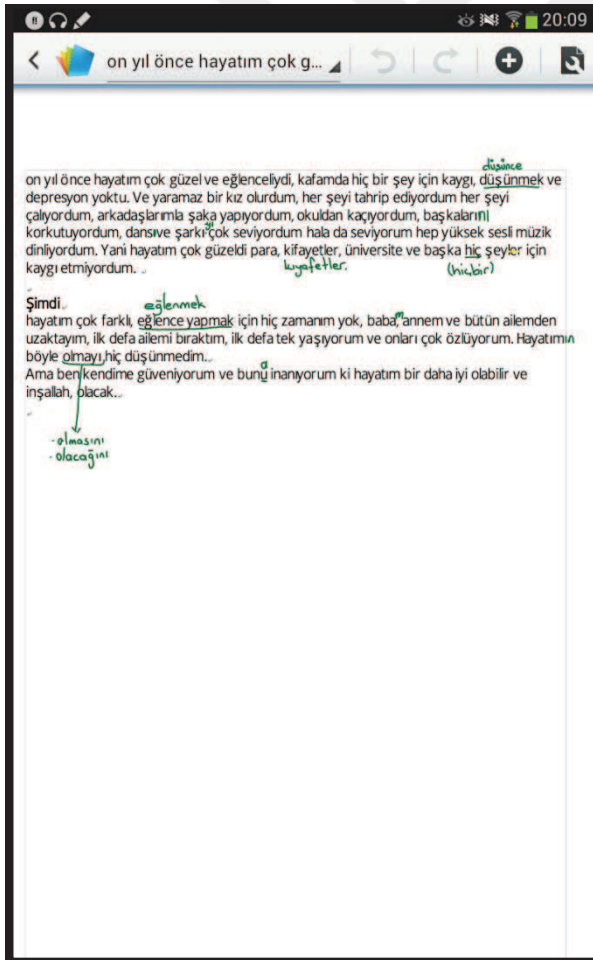 20:09
on yıl önce hayatım çok g...
düşünce
on yıl önce hayatım çok güzel ve eğlenceliydi, kafamda hiç bir şey için kaygı, düşünmek ve
depresyon yoktu. Ve yaramaz bir kız olurdum, her şeyi tahrip ediyordum her şeyi
çalıyordum, arkadaşlarımla şaka yapıyordum, okuldan kaçıyordum, başkalarını
korkutuyordum, dansıve şarkı çok seviyordum hala da seviyorum hep yüksek sesli müzik
dinliyordum. Yani hayatım çok güzeldi para, kifayetler, üniversite ve başka hiç şeyler için
kaygı etmiyordum.. kıyafetler. (hiçbir)
Şimdi..
eğlenmek
hayatım çok farklı, eğlence yapmak için hiç zamanım yok, babam, annem ve bütün ailemden
uzaktayım, ilk defa ailemi bıraktım, ilk defa tek yaşıyorum ve onları çok özlüyorum. Hayatımın
böyle olmayı hiç düşünmedim..
a
Ama ben kendime güveniyorum ve bunu inanıyorum ki hayatım bir daha iyi olabilir ve
inşallah, olacak..
- olmasını
- olacağını